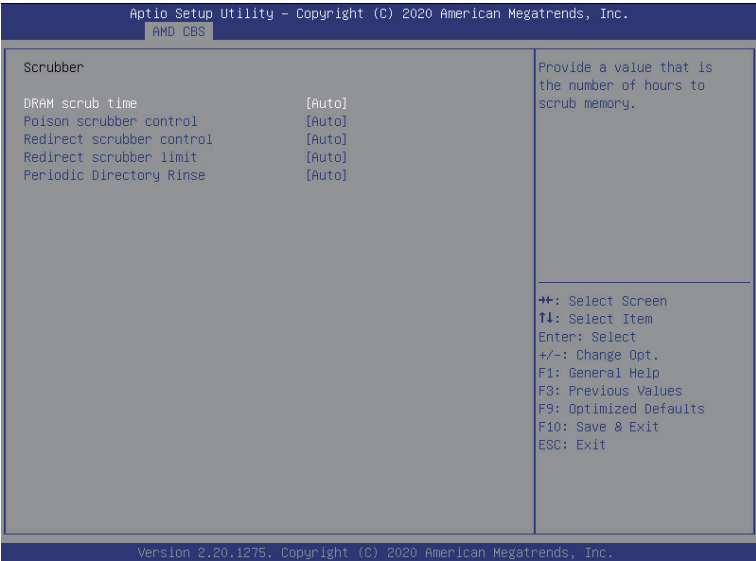 Aptio Setup Utility – Copyright (C) 2020 American Megatrends, Inc.
AMD CBS
Scrubber
DRAM scrub time [Auto]
Poison scrubber control [Auto]
Redirect scrubber control [Auto]
Redirect scrubber limit [Auto]
Periodic Directory Rinse [Auto]
Provide a value that is
the number of hours to
scrub memory.
→←: Select Screen
↑↓: Select Item
Enter: Select
+/-: Change Opt.
F1: General Help
F3: Previous Values
F9: Optimized Defaults
F10: Save & Exit
ESC: Exit
Version 2.20.1275. Copyright (C) 2020 American Megatrends, Inc.